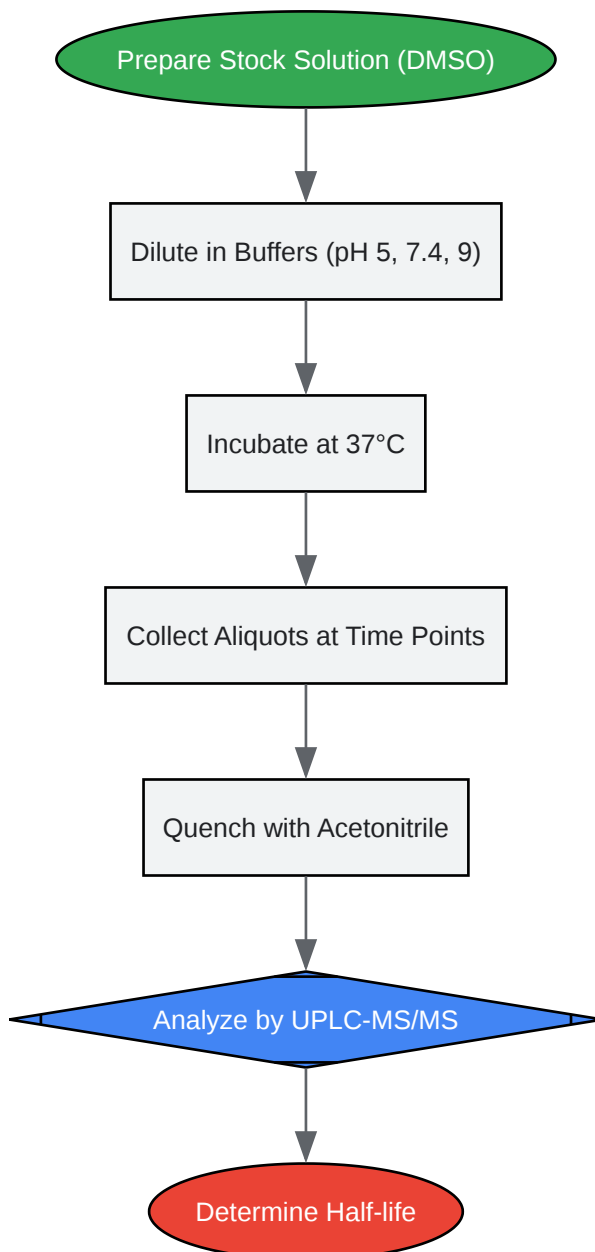 Prepare Stock Solution (DMSO)
Dilute in Buffers (pH 5, 7.4, 9)
Incubate at 37°C
Collect Aliquots at Time Points
Quench with Acetonitrile
Analyze by UPLC-MS/MS
Determine Half-life